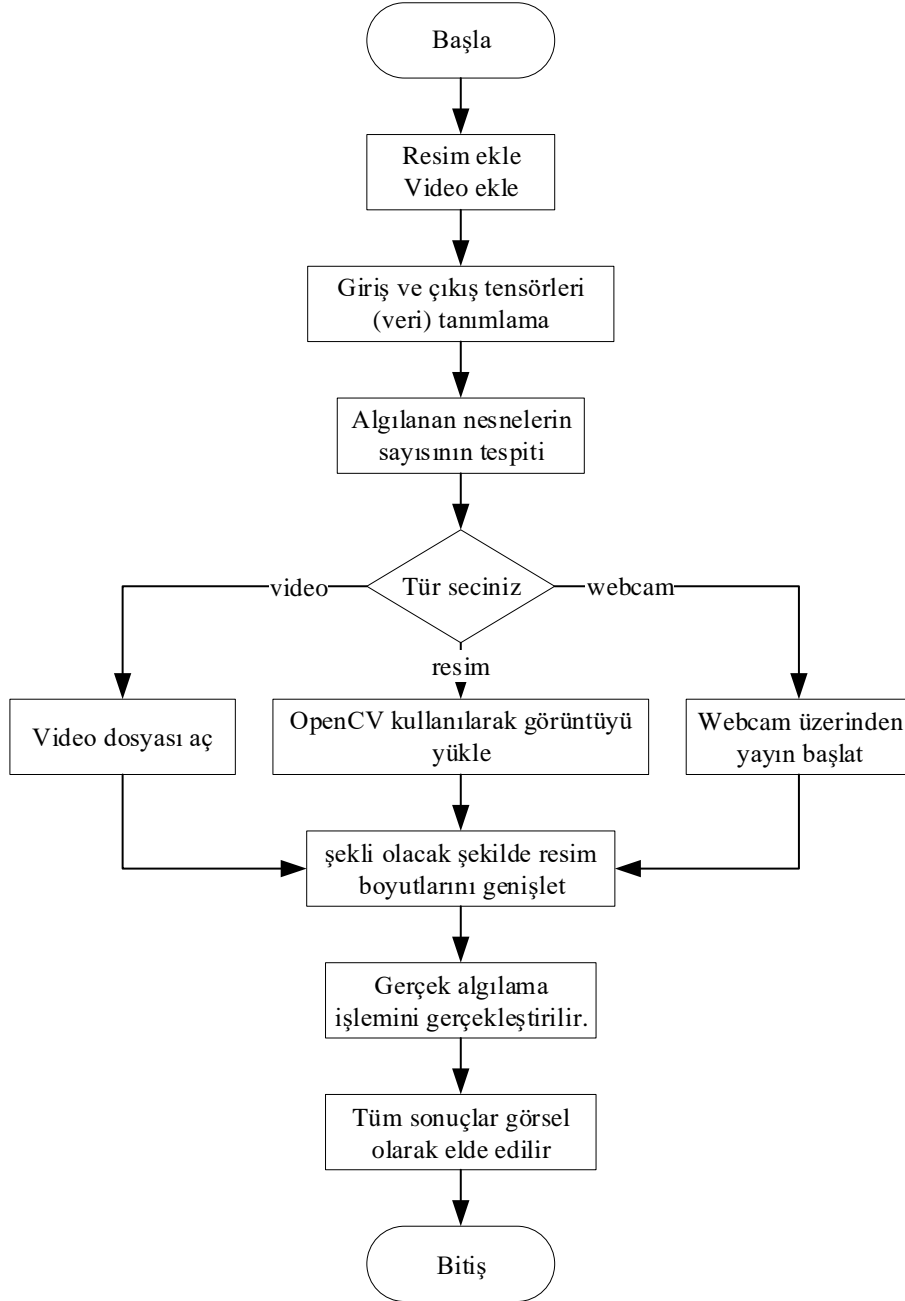 Başla
Resim ekle
Video ekle
Giriş ve çıkış tensörleri
(veri) tanımlama
Algılanan nesnelerin
sayısının tespiti
Tür seciniz
video
webcam
resim
Video dosyası aç
OpenCV kullanılarak görüntüyü
yükle
Webcam üzerinden
yayın başlat
şekli olacak şekilde resim
boyutlarını genişlet
Gerçek algılama
işlemini gerçekleştirilir.
Tüm sonuçlar görsel
olarak elde edilir
Bitiş